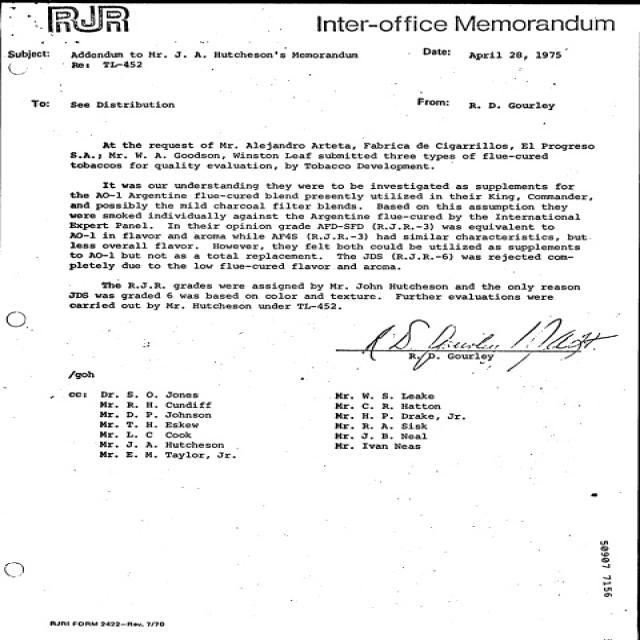 RJR
Inter-office Memorandum
Subject: Addendum to Mr. J. A. Hutcheson's Memorandum
Re: TL-452
Date: April 28, 1975
To: See Distribution
From: R. D. Gourley
At the request of Mr. Alejandro Arteta, Fabrica de Cigarrillos, El Progreso
S.A.; Mr. W. A. Goodson, Winston Leaf submitted three types of flue-cured
tobaccos for quality evaluation, by Tobacco Development.
It was our understanding they were to be investigated as supplements for
the AO-1 Argentine flue-cured blend presently utilized in their King, Commander,
and possibly the mild charcoal filter blends. Based on this assumption they
were smoked individually against the Argentine flue-cured by the International
Expert Panel. In their opinion grade AFD-SFD (R.J.R.-3) was equivalent to
AO-1 in flavor and aroma while AF4S (R.J.R.-3) had similar characteristics, but
less overall flavor. However, they felt both could be utilized as supplements
to AO-1 but not as a total replacement. The JDS (R.J.R.-6) was rejected com-
pletely due to the low flue-cured flavor and aroma.
The R.J.R. grades were assigned by Mr. John Hutcheson and the only reason
JDS was graded 6 was based on color and texture. Further evaluations were
carried out by Mr. Hutcheson under TL-452.
R. D. Gourley
/goh
cc: Dr. S. O. Jones
Mr. R. H. Cundiff
Mr. D. P. Johnson
Mr. T. H. Eskew
Mr. L. C Cook
Mr. J. A. Hutcheson
Mr. E. M. Taylor, Jr.
Mr. W. S. Leake
Mr. C. R. Hatton
Mr. H. P. Drake, Jr.
Mr. R. A. Sisk
Mr. J. B. Neal
Mr. Ivan Neas
50907 7156
RJRI FORM 2422—Rev. 7/70